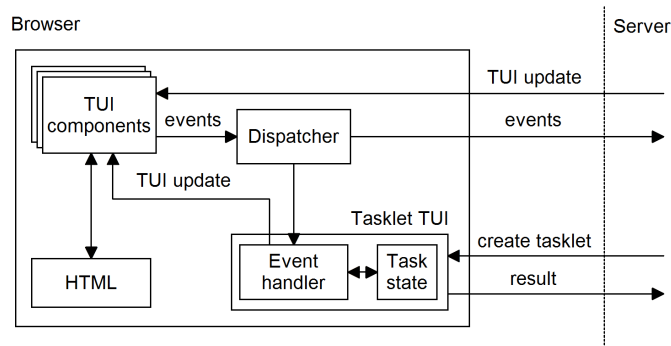 Browser
Server
TUI update
TUI
components
events
Dispatcher
events
TUI update
Tasklet TUI
create tasklet
Event
handler
Task
state
HTML
result